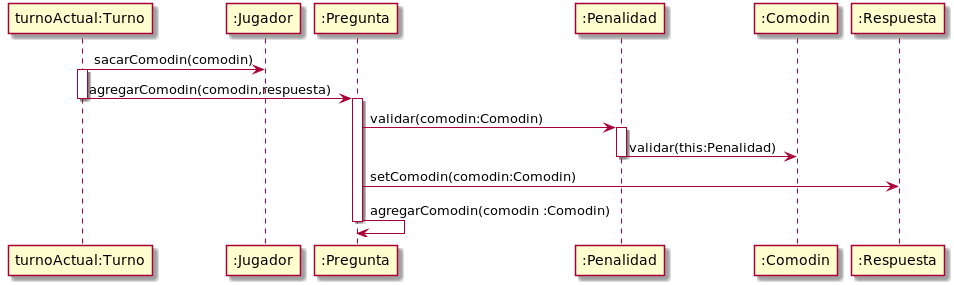 turnoActual:Turno
:Jugador
:Pregunta
:Penalidad
:Comodin
:Respuesta
sacarComodin(comodin)
agregarComodin(comodin,respuesta)
validar(comodin:Comodin)
validar(this:Penalidad)
setComodin(comodin:Comodin)
agregarComodin(comodin :Comodin)
turnoActual:Turno
:Jugador
:Pregunta
:Penalidad
:Comodin
:Respuesta